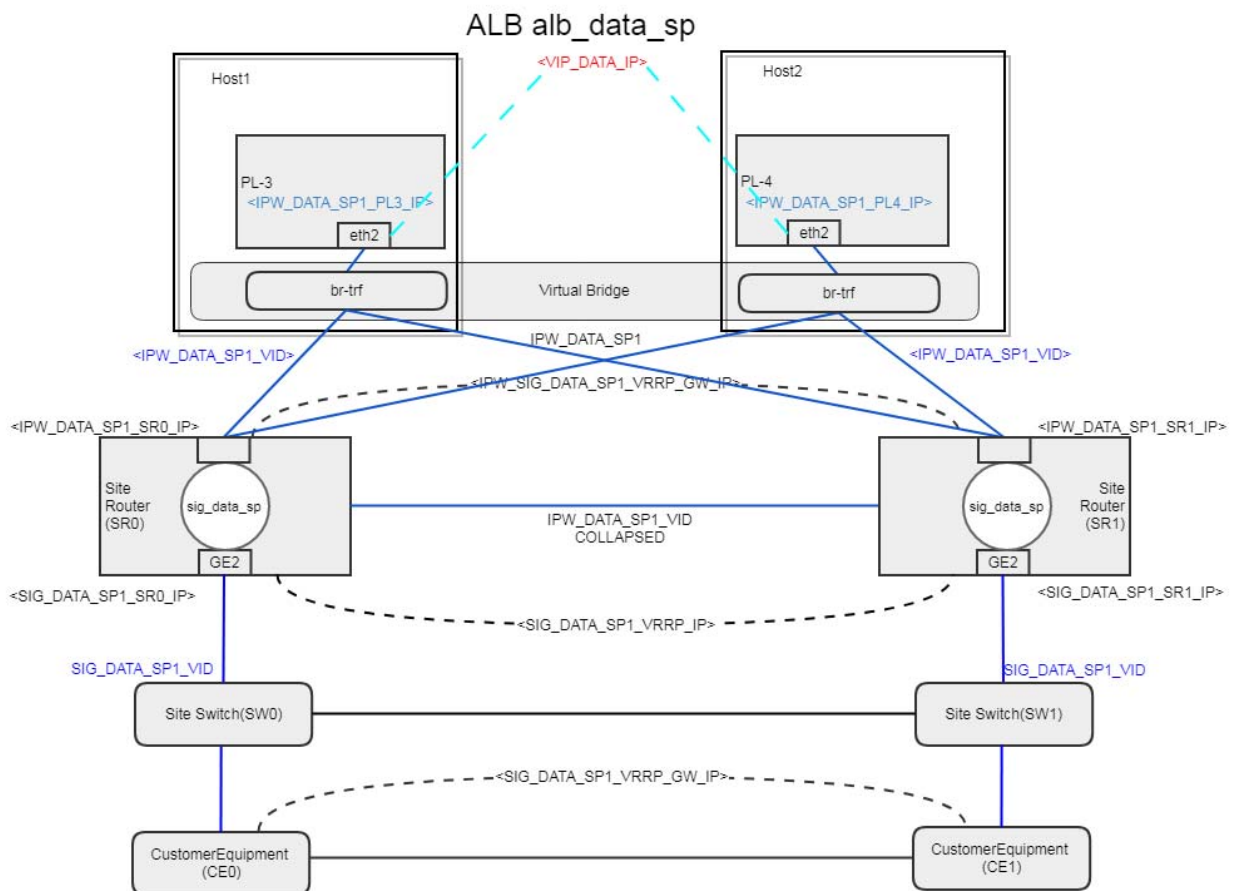 ALB alb_data_sp
<VIP_DATA_IP>
Host1
Host2
PL-3
<IPW_DATA_SP1_PL3_IP>
eth2
PL-4
<IPW_DATA_SP1_PL4_IP>
eth2
br-trf
Virtual Bridge
br-trf
IPW_DATA_SP1
<IPW_DATA_SP1_VID>
<IPW_DATA_SP1_VID>
<IPW_SIG_DATA_SP1_VRRP_GW_IP>
<IPW_DATA_SP1_SR0_IP>
<IPW_DATA_SP1_SR1_IP>
Site
Router
(SR0)
sig_data_sp
GE2
IPW_DATA_SP1_VID
COLLAPSED
sig_data_sp
GE2
Site
Router
(SR1)
<SIG_DATA_SP1_SR0_IP>
<SIG_DATA_SP1_SR1_IP>
<SIG_DATA_SP1_VRRP_IP>
SIG_DATA_SP1_VID
SIG_DATA_SP1_VID
Site Switch(SW0)
Site Switch(SW1)
<SIG_DATA_SP1_VRRP_GW_IP>
CustomerEquipment
(CE0)
CustomerEquipment
(CE1)